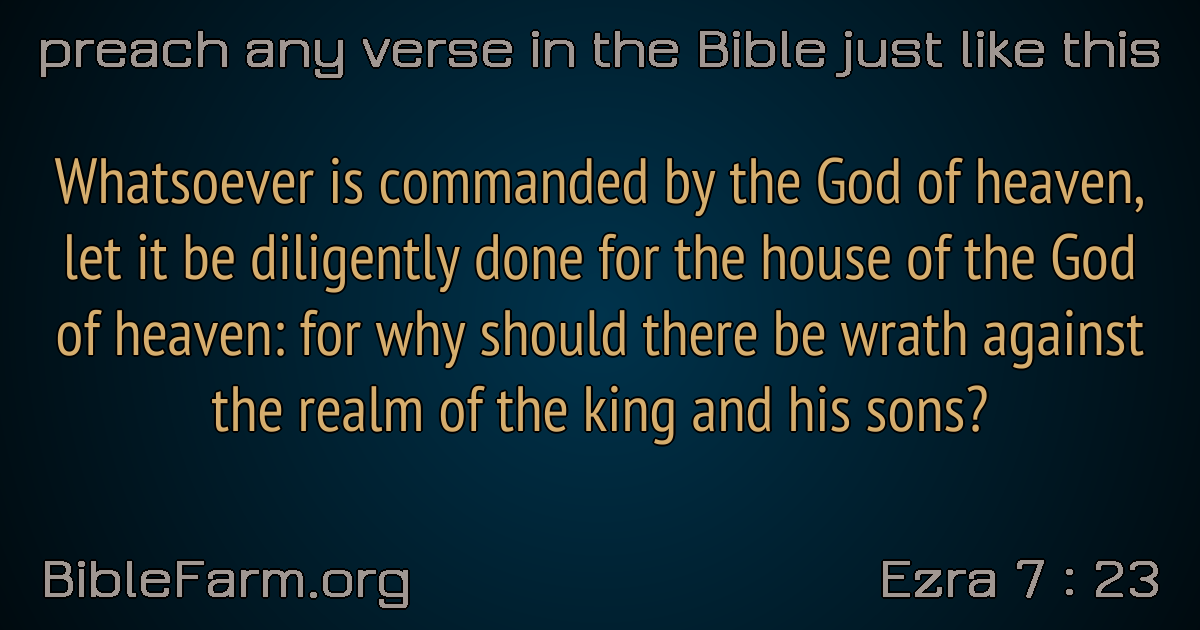 preach any verse in the Bible just like this
Whatsoever is commanded by the God of heaven,
let it be diligently done for the house of the God
of heaven: for why should there be wrath against
the realm of the king and his sons?
BibleFarm.org
Ezra 7 : 23